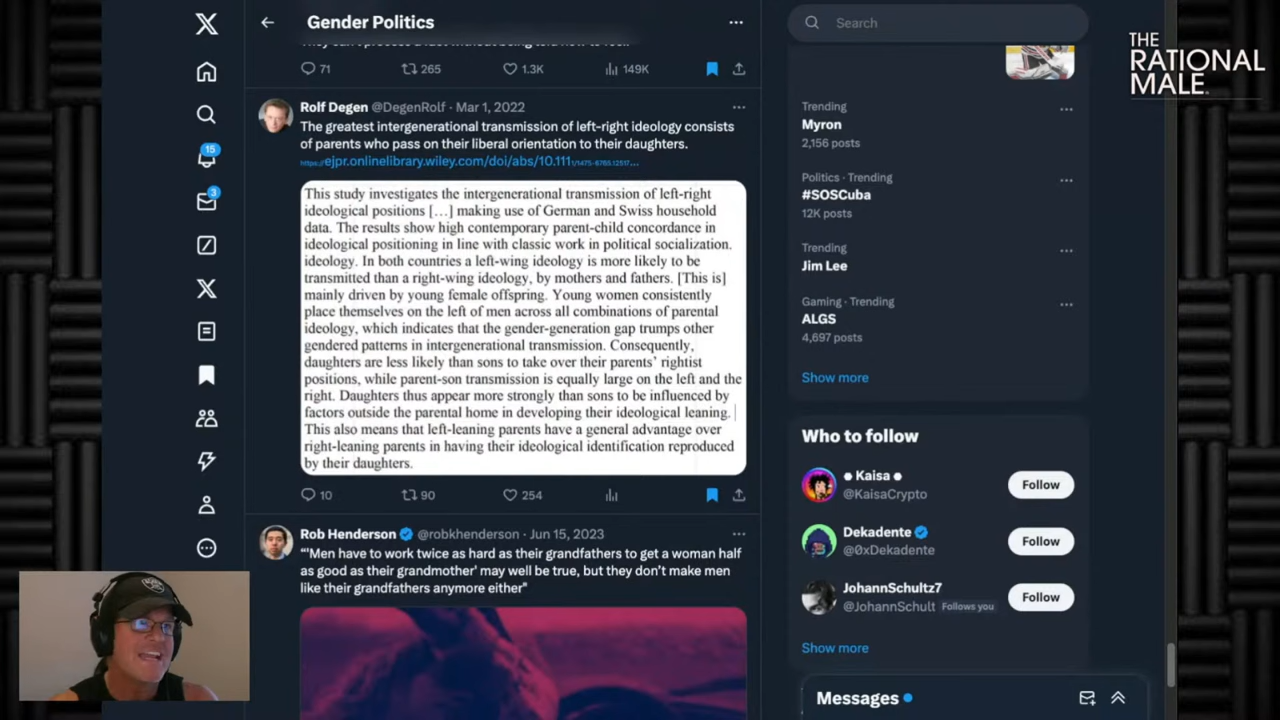 Gender Politics
Search
THE
RATIONAL
MALE
71
265
1.3K
149K
Rolf Degen @DegenRolf · Mar 1, 2022
The greatest intergenerational transmission of left-right ideology consists
of parents who pass on their liberal orientation to their daughters.
https://ejpr.onlinelibrary.wiley.com/doi/abs/10.111/1475-6765.12517...
This study investigates the intergenerational transmission of left-right
ideological positions […] making use of German and Swiss household
data. The results show high contemporary parent-child concordance in
ideological positioning in line with classic work in political socialization.
ideology. In both countries a left-wing ideology is more likely to be
transmitted than a right-wing ideology, by mothers and fathers. [This is]
mainly driven by young female offspring. Young women consistently
place themselves on the left of men across all combinations of parental
ideology, which indicates that the gender-generation gap trumps other
gendered patterns in intergenerational transmission. Consequently,
daughters are less likely than sons to take over their parents' rightist
positions, while parent-son transmission is equally large on the left and the
right. Daughters thus appear more strongly than sons to be influenced by
factors outside the parental home in developing their ideological leaning.
This also means that left-leaning parents have a general advantage over
right-leaning parents in having their ideological identification reproduced
by their daughters.
10
90
254
Rob Henderson @robkhenderson · Jun 15, 2023
"'Men have to work twice as hard as their grandfathers to get a woman half
as good as their grandmother' may well be true, but they don't make men
like their grandfathers anymore either"
15
3
Trending
Myron
2,156 posts
Politics · Trending
#SOSCuba
12K posts
Trending
Jim Lee
Gaming · Trending
ALGS
4,697 posts
Show more
Who to follow
Kaisa
@KaisaCrypto
Follow
Dekadente
@0xDekadente
Follow
JohannSchultz7
@JohannSchult Follows you
Follow
Show more
Messages